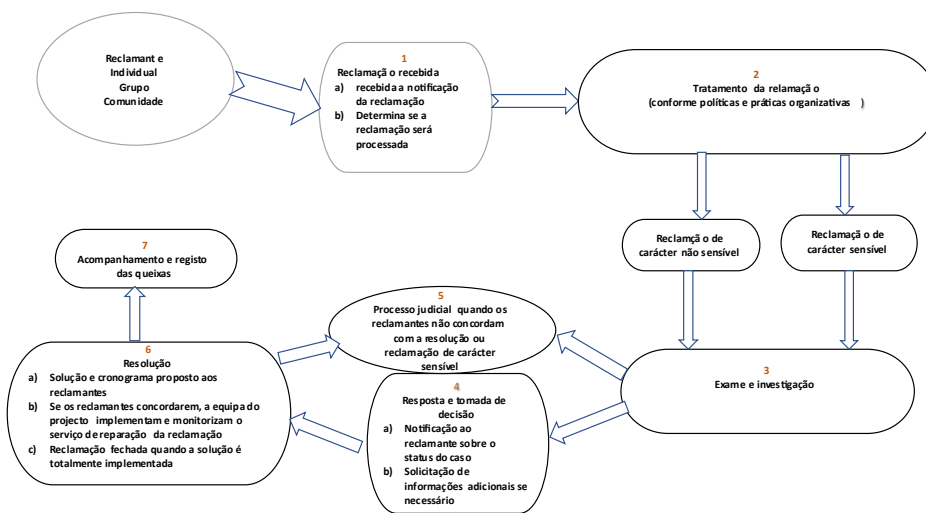 Reclamante
Individual
Grupo
Comunidade
1
Reclamação recebida
a) recebida a notificação
da reclamação
b) Determina se a
reclamação será
processada
2
Tratamento da relamação
(conforme políticas e práticas organizativas )
Reclamção de
carácter não sensível
Reclamação de
carácter sensível
3
Exame e investigação
4
Resposta e tomada de
decisão
a) Notificação ao
reclamante sobre o
status do caso
b) Solicitação de
informações adicionais se
necessário
5
Processo judicial quando os
reclamantes não concordam
com a resolução ou
reclamação de carácter
sensível
6
Resolução
a) Solução e cronograma proposto aos
reclamantes
b) Se os reclamantes concordarem, a equipa do
projecto implementam e monitorizam o
serviço de reparação da reclamação
c) Reclamação fechada quando a solução é
totalmente implementada
7
Acompanhamento e registo
das queixas